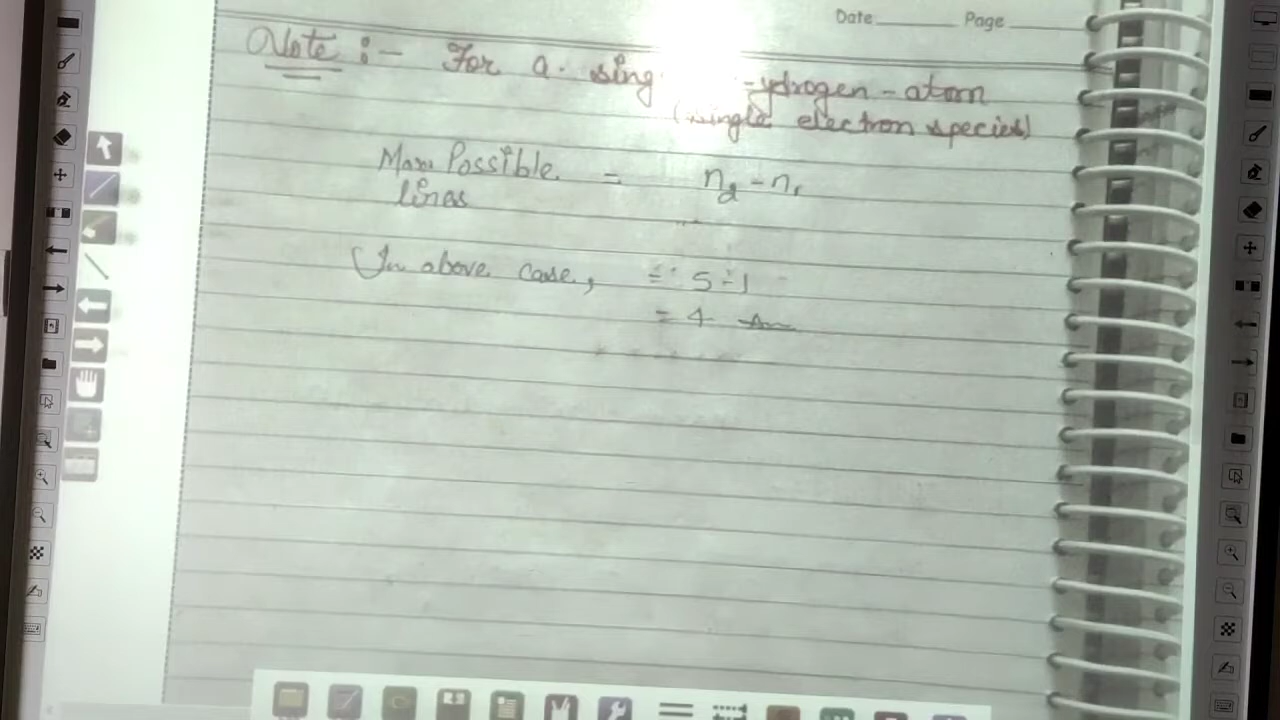 Date Page
Note :- For a sing -ydrogen-atom
(single electron species)
Max Possible = n2 - n1
lines
In above case, = 5-1
= 4 Ans